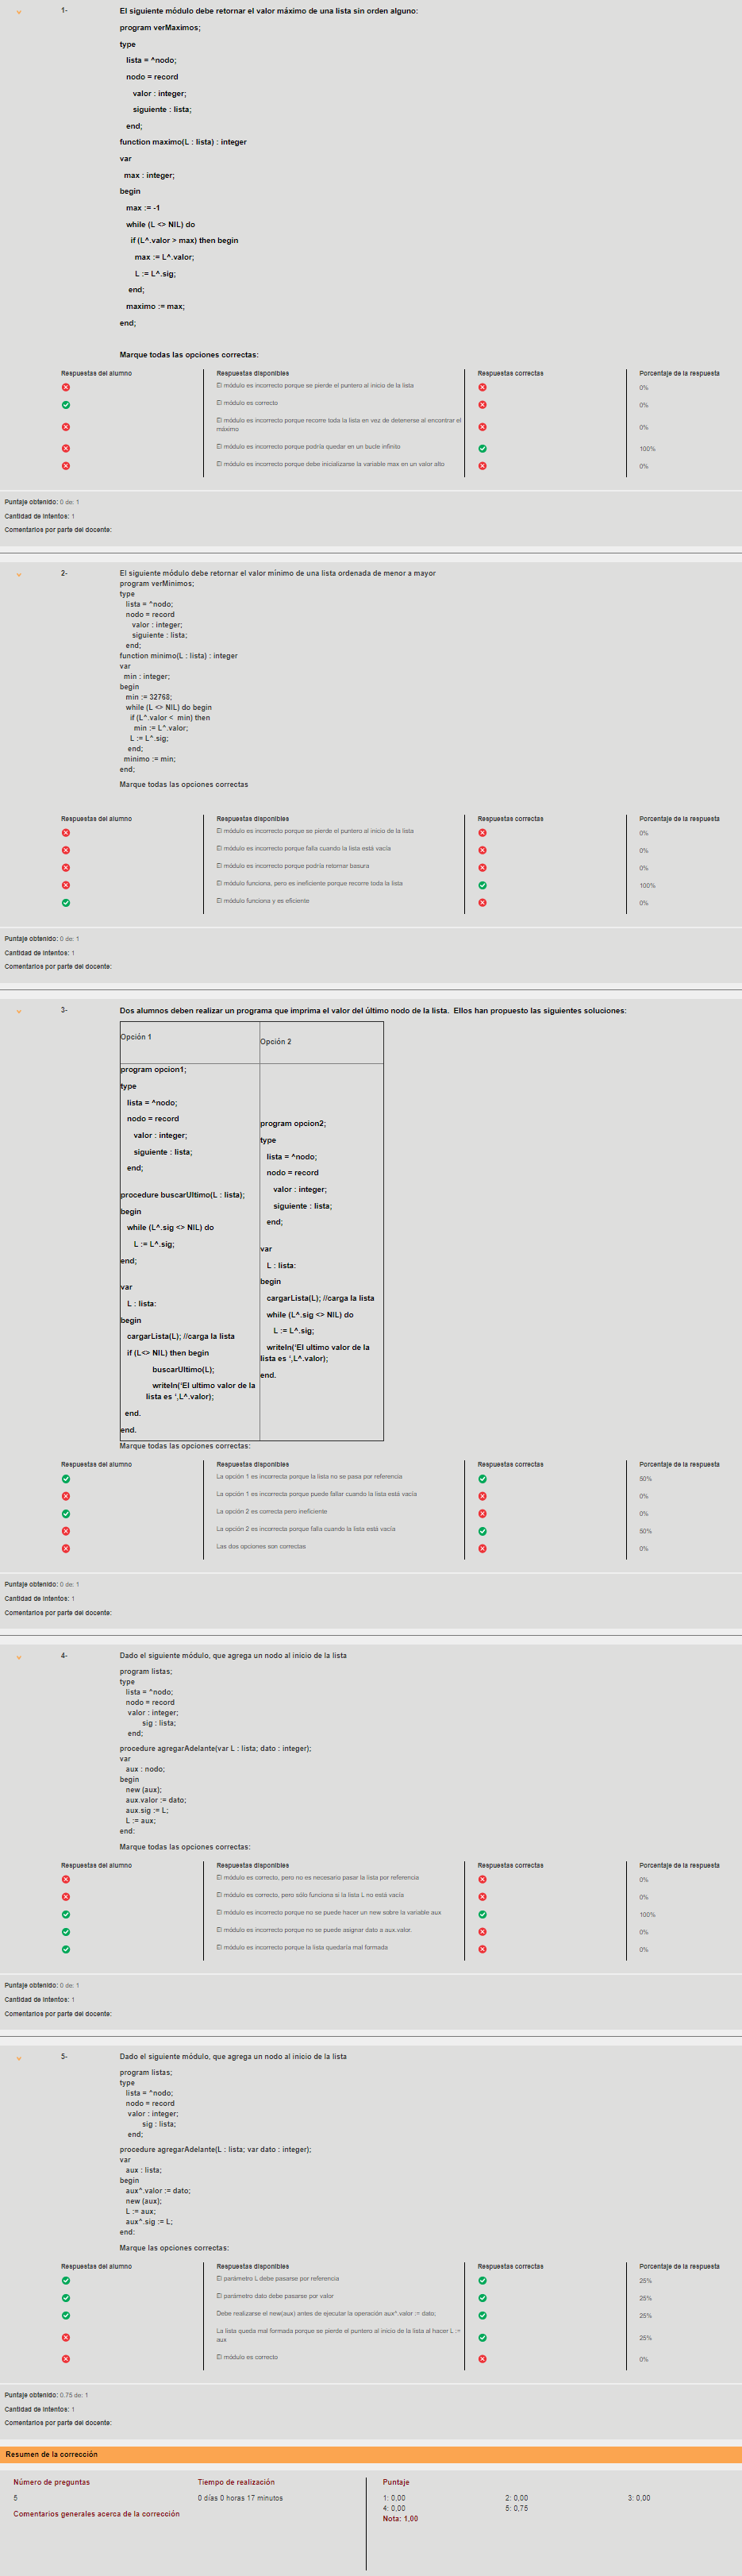 1-
El siguiente módulo debe retornar el valor máximo de una lista sin orden alguno:
program verMaximos;
type
lista = ^nodo;
nodo = record
valor : integer;
siguiente : lista;
end;
function maximo(L : lista) : integer
var
max : integer;
begin
max := -1
while (L <> NIL) do
if (L^.valor > max) then begin
max := L^.valor;
L := L^.sig;
end;
maximo := max;
end;
Marque todas las opciones correctas:
Respuestas del alumno Respuestas disponibles Respuestas correctas Porcentaje de la respuesta
El módulo es incorrecto porque se pierde el puntero al inicio de la lista 0%
El módulo es correcto 0%
El módulo es incorrecto porque recorre toda la lista en vez de detenerse al encontrar el
máximo 0%
El módulo es incorrecto porque podría quedar en un bucle infinito 100%
El módulo es incorrecto porque debe inicializarse la variable max en un valor alto 0%
Puntaje obtenido: 0 de: 1
Cantidad de intentos: 1
Comentarios por parte del docente:
2-
El siguiente módulo debe retornar el valor mínimo de una lista ordenada de menor a mayor
program verMinimos;
type
lista = ^nodo;
nodo = record
valor : integer;
siguiente : lista;
end;
function minimo(L : lista) : integer
var
min : integer;
begin
min := 32768;
while (L <> NIL) do begin
if (L^.valor < min) then
min := L^.valor;
L := L^.sig;
end;
minimo := min;
end;
Marque todas las opciones correctas
Respuestas del alumno Respuestas disponibles Respuestas correctas Porcentaje de la respuesta
El módulo es incorrecto porque se pierde el puntero al inicio de la lista 0%
El módulo es incorrecto porque falla cuando la lista está vacía 0%
El módulo es incorrecto porque podría retornar basura 0%
El módulo funciona, pero es ineficiente porque recorre toda la lista 100%
El módulo funciona y es eficiente 0%
Puntaje obtenido: 0 de: 1
Cantidad de intentos: 1
Comentarios por parte del docente:
3-
Dos alumnos deben realizar un programa que imprima el valor del último nodo de la lista. Ellos han propuesto las siguientes soluciones:
Opción 1
program opcion1;
type
lista = ^nodo;
nodo = record
valor : integer;
siguiente : lista;
end;
procedure buscarUltimo(L : lista);
begin
while (L^.sig <> NIL) do
L := L^.sig;
end;
var
L : lista:
begin
cargarLista(L); //carga la lista
if (L<> NIL) then begin
buscarUltimo(L);
writeln('El ultimo valor de la
lista es ',L^.valor);
end.
end.
Opción 2
program opcion2;
type
lista = ^nodo;
nodo = record
valor : integer;
siguiente : lista;
end;
var
L : lista:
begin
cargarLista(L); //carga la lista
while (L^.sig <> NIL) do
L := L^.sig;
writeln('El ultimo valor de la
lista es ',L^.valor);
end.
Marque todas las opciones correctas:
Respuestas del alumno Respuestas disponibles Respuestas correctas Porcentaje de la respuesta
La opción 1 es incorrecta porque la lista no se pasa por referencia 50%
La opción 1 es incorrecta porque puede fallar cuando la lista está vacía 0%
La opción 2 es correcta pero ineficiente 0%
La opción 2 es incorrecta porque falla cuando la lista está vacía 50%
Las dos opciones son correctas 0%
Puntaje obtenido: 0 de: 1
Cantidad de intentos: 1
Comentarios por parte del docente:
4-
Dado el siguiente módulo, que agrega un nodo al inicio de la lista
program listas;
type
lista = ^nodo;
nodo = record
valor : integer;
sig : lista;
end;
procedure agregarAdelante(var L : lista; dato : integer);
var
aux : nodo;
begin
new (aux);
aux.valor := dato;
aux.sig := L;
L := aux;
end:
Marque todas las opciones correctas:
Respuestas del alumno Respuestas disponibles Respuestas correctas Porcentaje de la respuesta
El módulo es correcto, pero no es necesario pasar la lista por referencia 0%
El módulo es correcto, pero sólo funciona si la lista L no está vacía 0%
El módulo es incorrecto porque no se puede hacer un new sobre la variable aux 100%
El módulo es incorrecto porque no se puede asignar dato a aux.valor. 0%
El módulo es incorrecto porque la lista quedaría mal formada 0%
Puntaje obtenido: 0 de: 1
Cantidad de intentos: 1
Comentarios por parte del docente:
5-
Dado el siguiente módulo, que agrega un nodo al inicio de la lista
program listas;
type
lista = ^nodo;
nodo = record
valor : integer;
sig : lista;
end;
procedure agregarAdelante(L : lista; var dato : integer);
var
aux : lista;
begin
aux^.valor := dato;
new (aux);
L := aux;
aux^.sig := L;
end:
Marque las opciones correctas:
Respuestas del alumno Respuestas disponibles Respuestas correctas Porcentaje de la respuesta
El parámetro L debe pasarse por referencia 25%
El parámetro dato debe pasarse por valor 25%
Debe realizarse el new(aux) antes de ejecutar la operación aux^.valor := dato; 25%
La lista queda mal formada porque se pierde el puntero al inicio de la lista al hacer L :=
aux 25%
El módulo es correcto 0%
Puntaje obtenido: 0.75 de: 1
Cantidad de intentos: 1
Comentarios por parte del docente:
Resumen de la corrección
Número de preguntas Tiempo de realización Puntaje
5 0 días 0 horas 17 minutos 1: 0,00 2: 0,00 3: 0,00
4: 0,00 5: 0,75
Comentarios generales acerca de la corrección Nota: 1,00